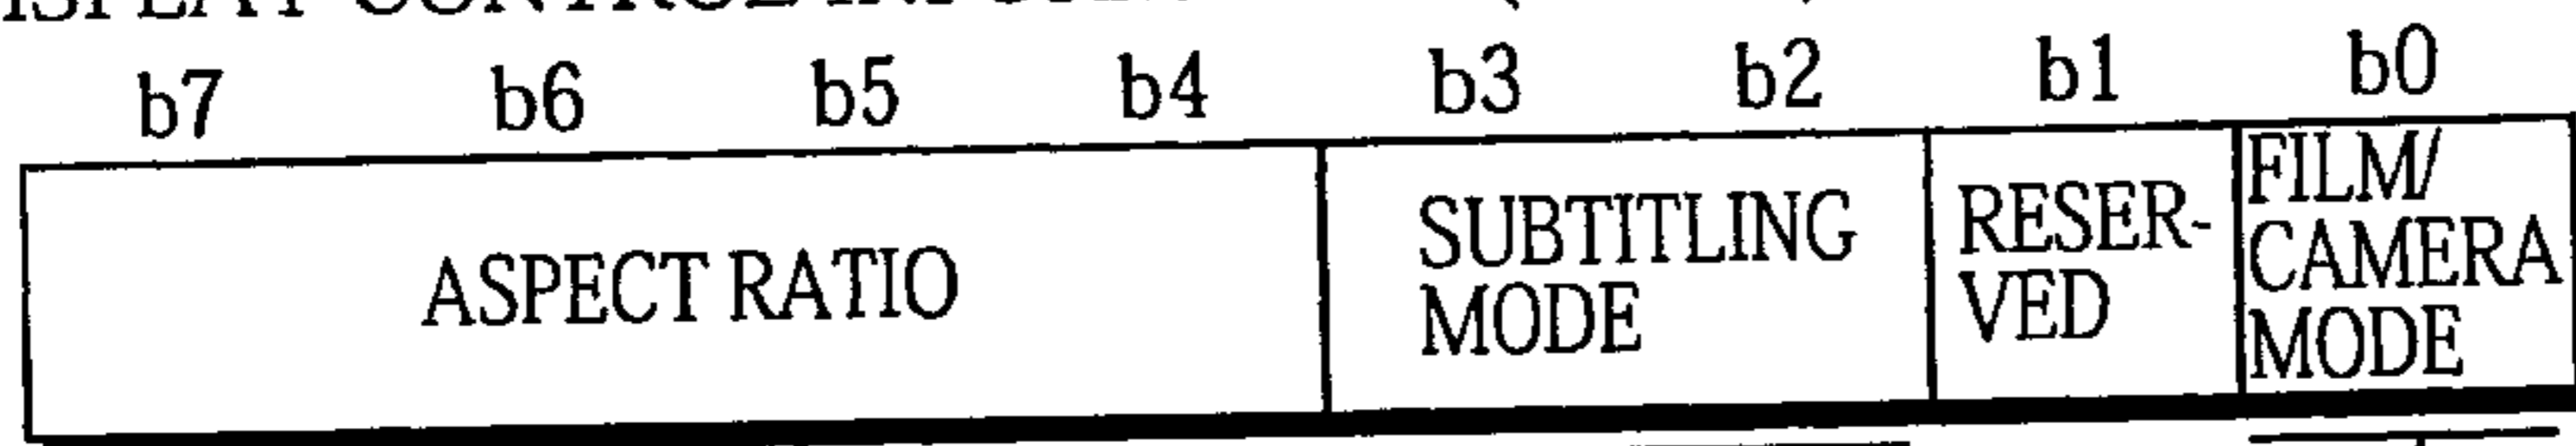 b7 b6 b5 b4 b3 b2 b1 b0
ASPECT RATIO
SUBTITLING
MODE
RESER-
VED
FILM/
CAMERA
MODE